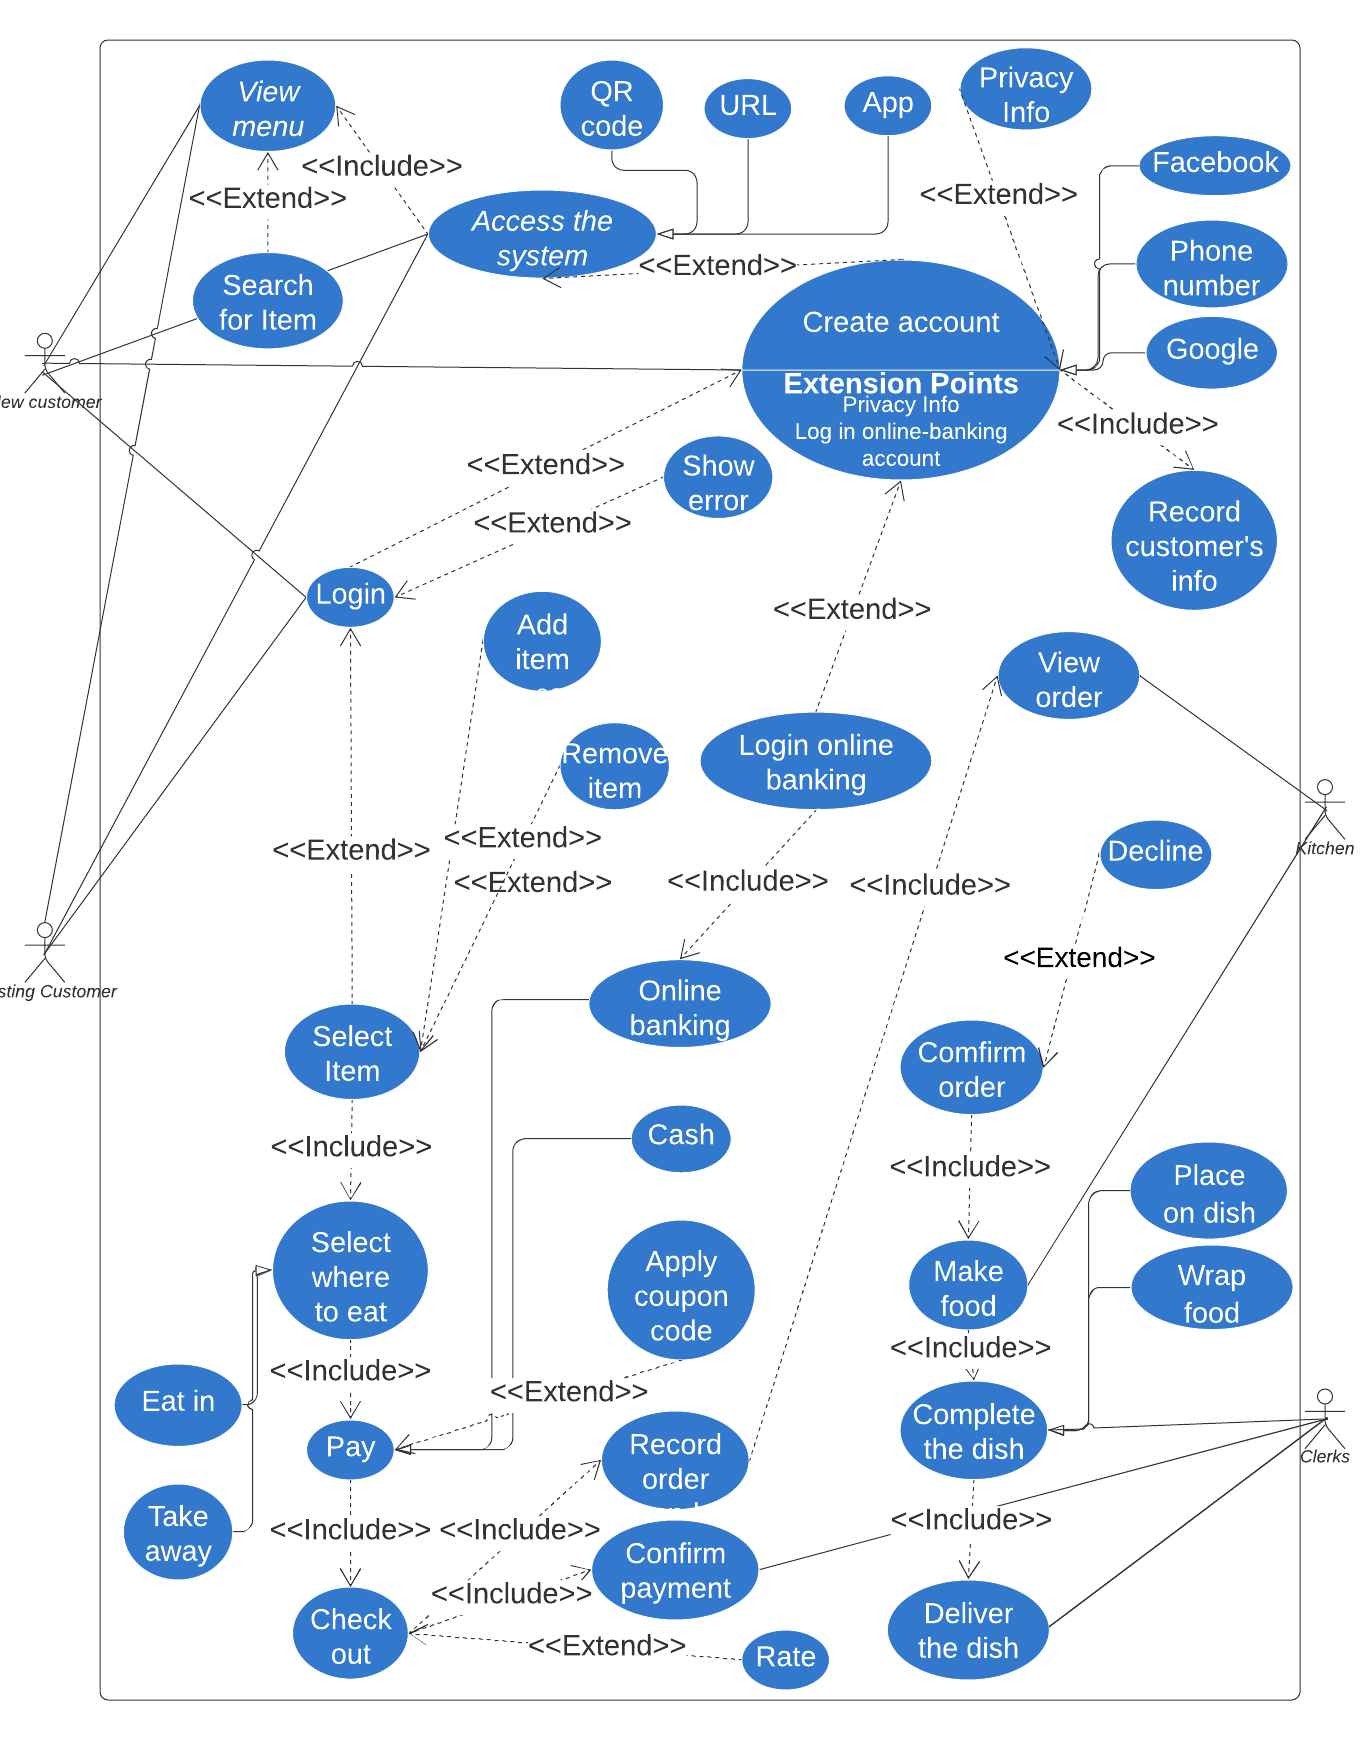 View
menu
QR
code
URL
App
Privacy
Info
<<Include>>
<<Extend>>
Facebook
<<Extend>>
Access the
system
Phone
number
<<Extend>>
Search
for Item
Create account
Google
Extension Points
Privacy Info
Log in online-banking
account
customer
<<Include>>
<<Extend>>
Show
error
<<Extend>>
Record
customer's
info
Login
<<Extend>>
Add
item
View
order
Remove
item
Login online
banking
<<Extend>>
<<Extend>>
<<Extend>>
<<Include>>
<<Include>>
Decline
Kitchen
<<Extend>>
Customer
Online
banking
Select
Item
Comfirm
order
<<Include>>
Cash
<<Include>>
Place
on dish
Select
where
to eat
Apply
coupon
code
Make
food
Wrap
food
<<Include>>
<<Include>>
<<Extend>>
Eat in
Pay
Record
order
Complete
the dish
Clerks
Take
away
<<Include>>
<<Include>>
<<Include>>
Confirm
payment
<<Include>>
Check
out
<<Extend>>
Rate
Deliver
the dish